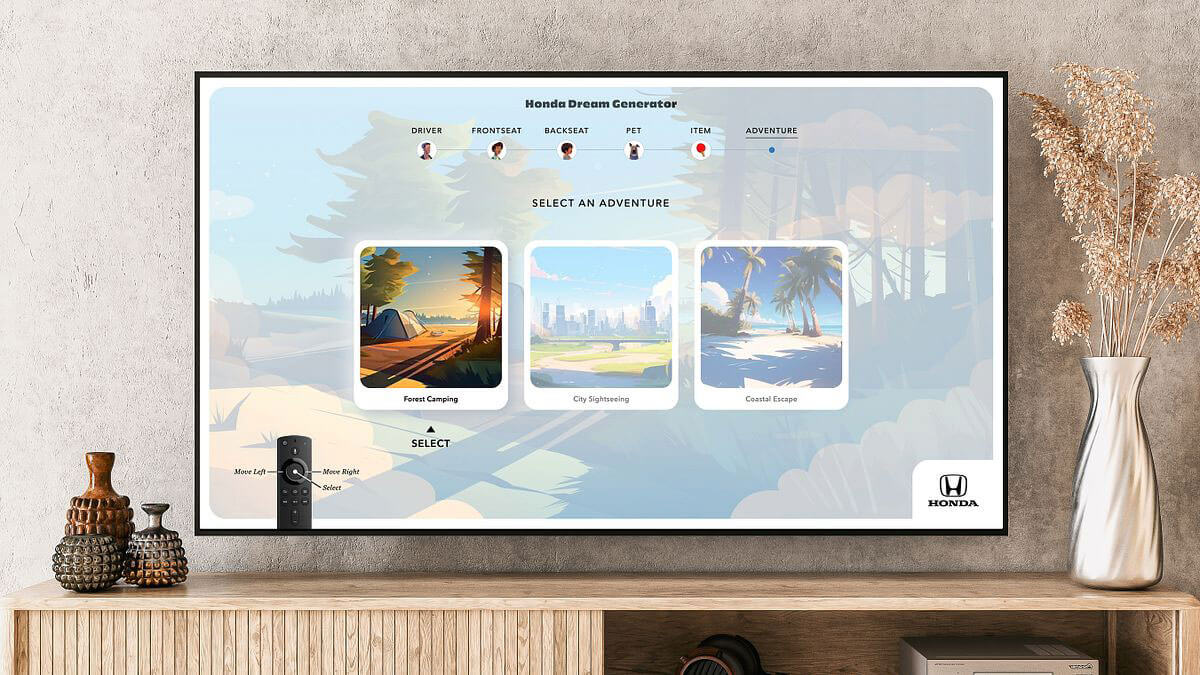 Honda Dream Generator
DRIVER FRONTSEAT BACKSEAT PET ITEM ADVENTURE
SELECT AN ADVENTURE
Forest Camping City Sightseeing Coastal Escape
SELECT
Move Left Move Right
Select
HONDA